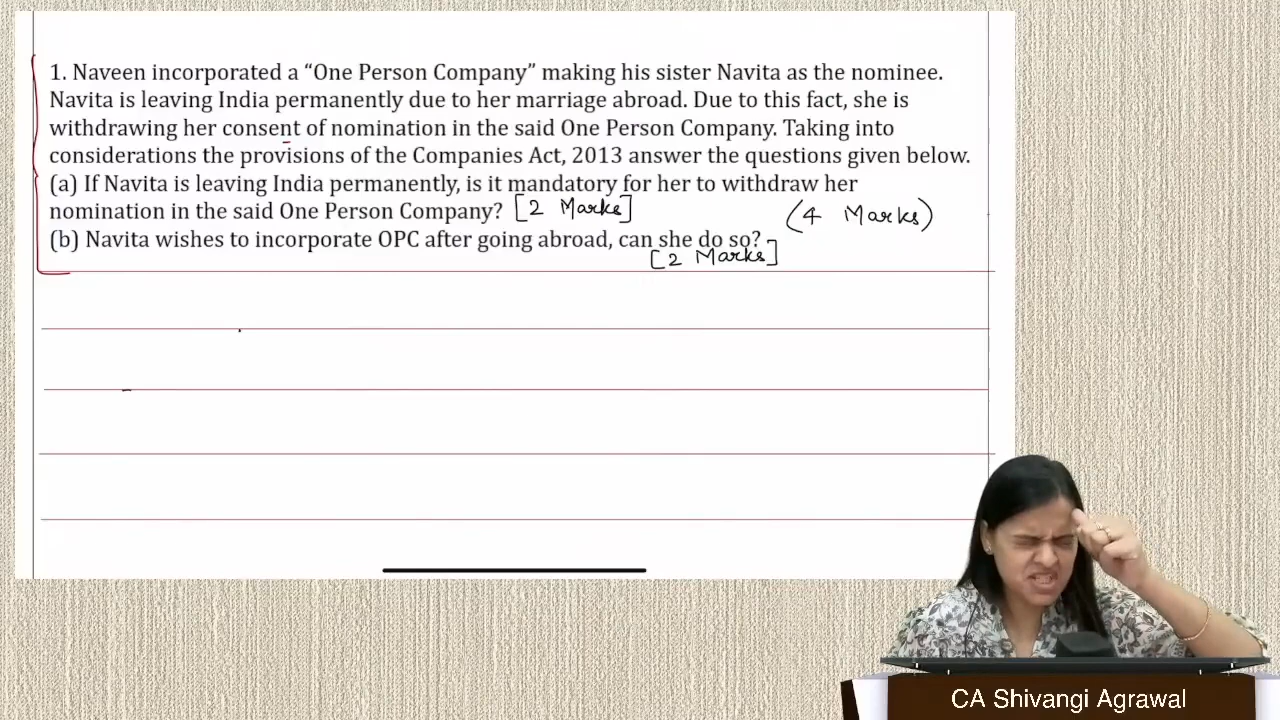 1. Naveen incorporated a “One Person Company” making his sister Navita as the nominee.
Navita is leaving India permanently due to her marriage abroad. Due to this fact, she is
withdrawing her consent of nomination in the said One Person Company. Taking into
considerations the provisions of the Companies Act, 2013 answer the questions given below.
(a) If Navita is leaving India permanently, is it mandatory for her to withdraw her
nomination in the said One Person Company? [2 Marks] (4 Marks)
(b) Navita wishes to incorporate OPC after going abroad, can she do so?
[2 Marks]
CA Shivangi Agrawal